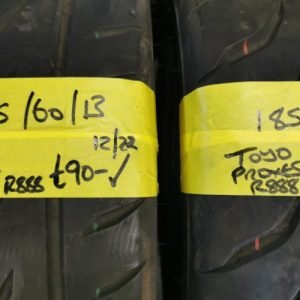 5/60/13
12/22
R888 £90-✓
185
TOYO
PROXES
R888